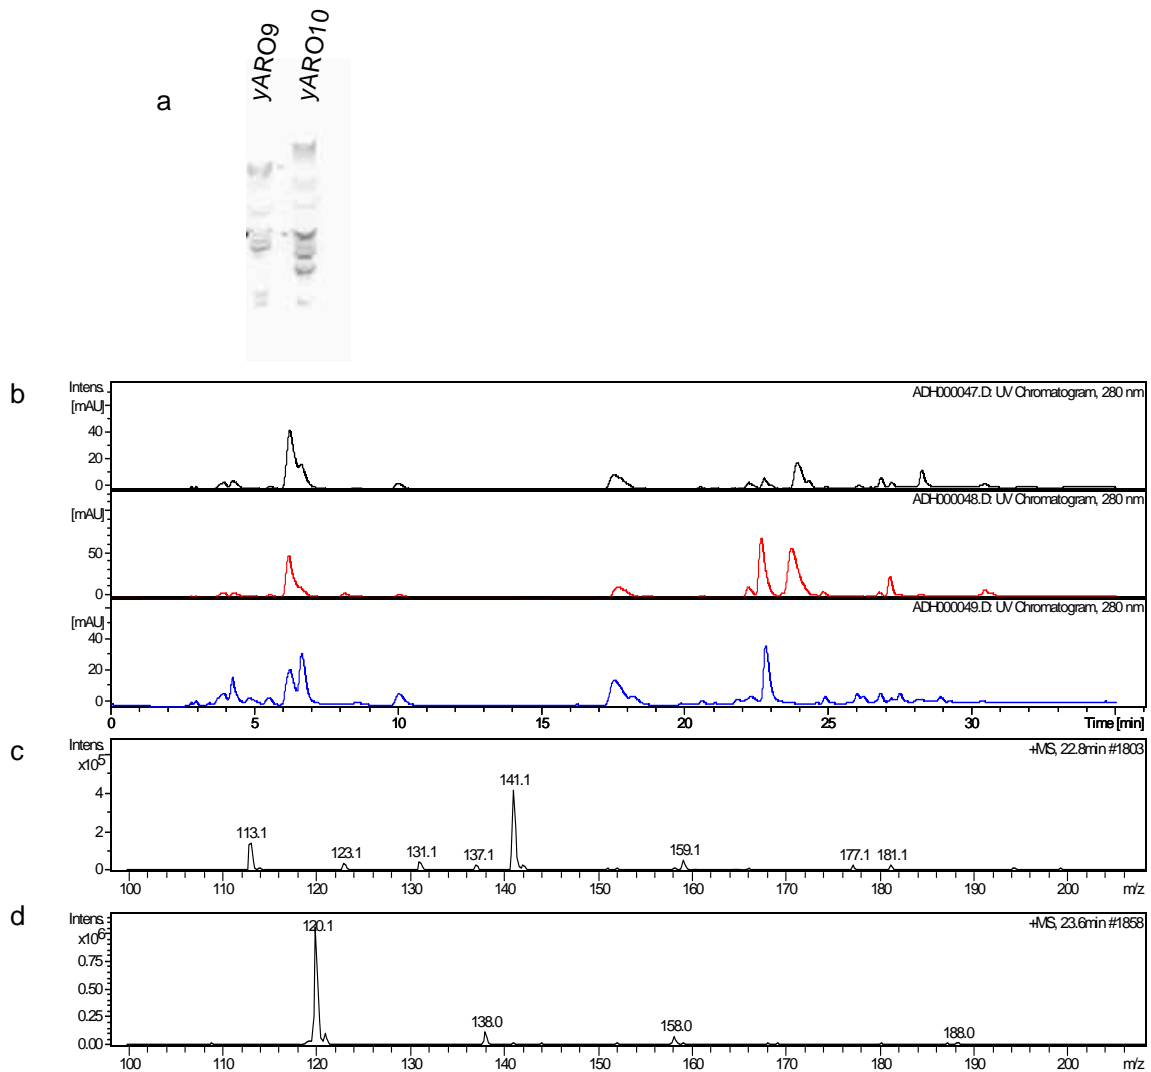 yARO9 yARO10
a
b
Intens.
[mAU]
ADH000047.D: UV Chromatogram, 280 nm
40
20
0
[mAU]
ADH000048.D: UV Chromatogram, 280 nm
50
0
[mAU]
ADH000049.D: UV Chromatogram, 280 nm
40
20
0
0 5 10 15 20 25 30 Time [min]
c
Intens.
x10^5
+MS, 22.8min #1803
4
2
0
113.1 123.1 131.1 137.1 141.1 159.1 177.1 181.1
100 110 120 130 140 150 160 170 180 190 200 m/z
d
Intens.
x10^6
+MS, 23.6min #1858
0.75
0.50
0.25
0.00
120.1 138.0 158.0 188.0
100 110 120 130 140 150 160 170 180 190 200 m/z